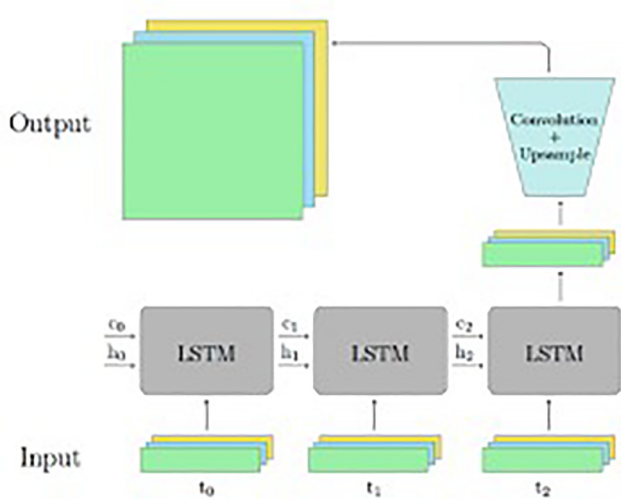 Output
Convolution
+
Upsample
c₀ c₁ c₂
h₀ LSTM h₁ LSTM h₂ LSTM
Input
t₀ t₁ t₂